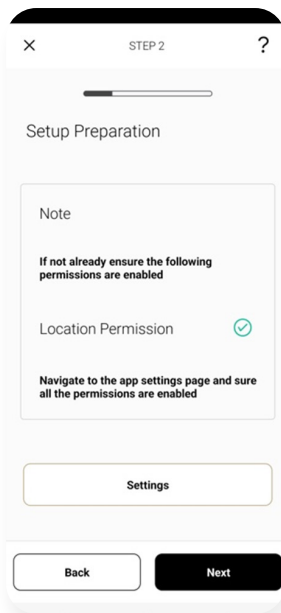 STEP 2
?
Setup Preparation
Note
If not already ensure the following
permissions are enabled
Location Permission
Navigate to the app settings page and sure
all the permissions are enabled
Settings
Back
Next